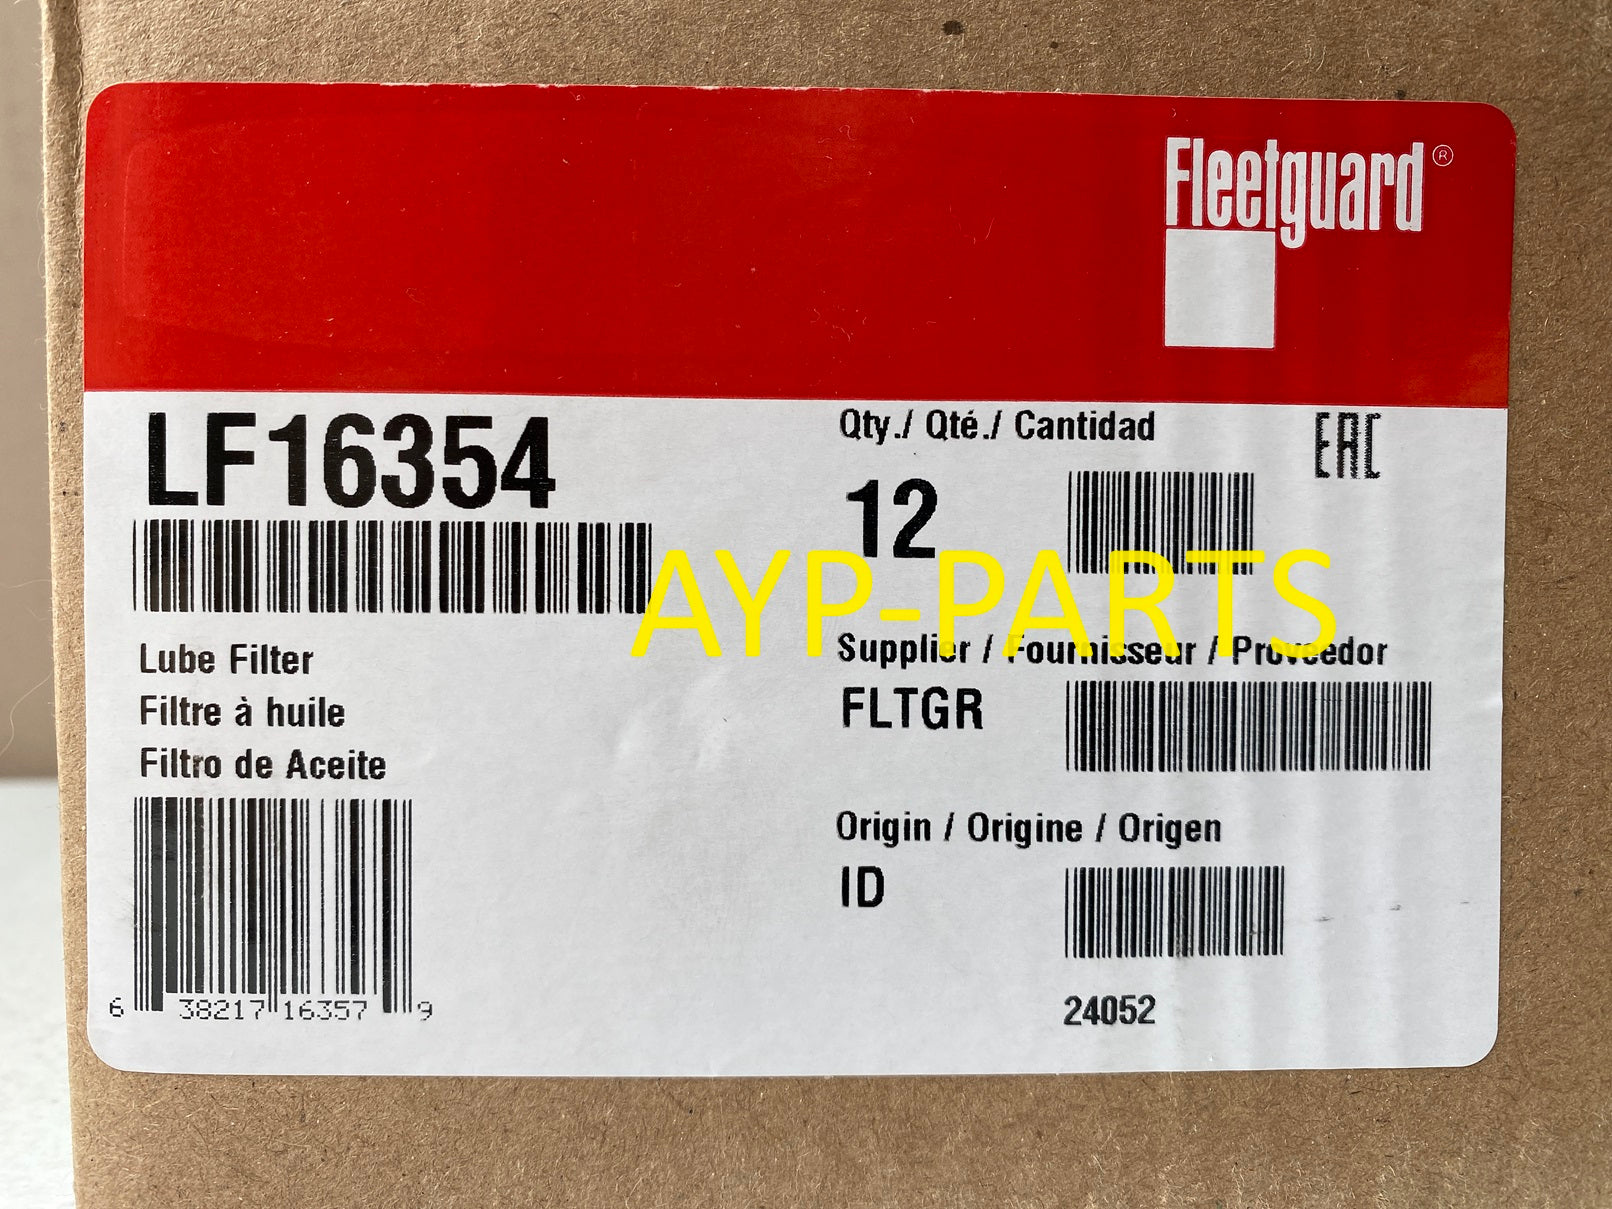 Fleetguard®
LF16354
Lube Filter
Filtre à huile
Filtro de Aceite
6 38217 16357 9
Qty./ Qté./ Cantidad
12
EAC
AYP-PARTS
Supplier / Fournisseur / Proveedor
FLTGR
Origin / Origine / Origen
ID
24052